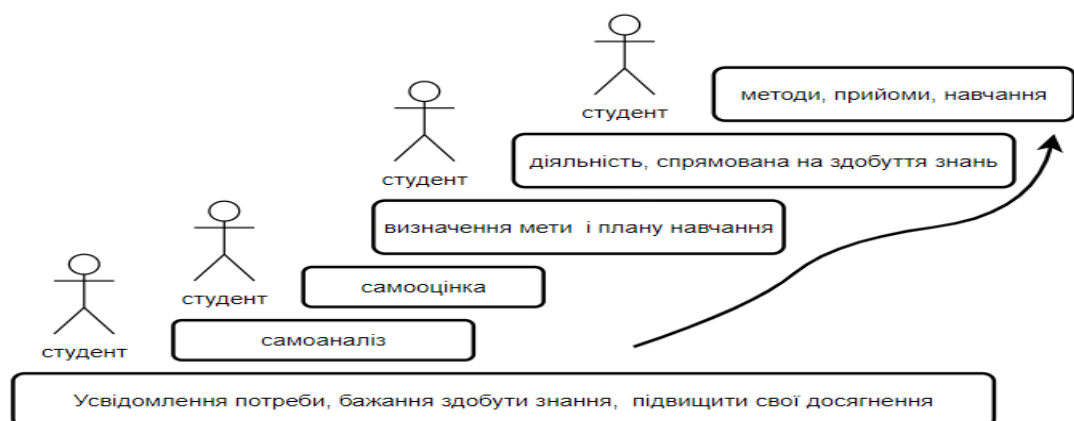 студент
методи, прийоми, навчання
студент
діяльність, спрямована на здобуття знань
студент
визначення мети і плану навчання
студент
самооцінка
студент
самоаналіз
Усвідомлення потреби, бажання здобути знання, підвищити свої досягнення